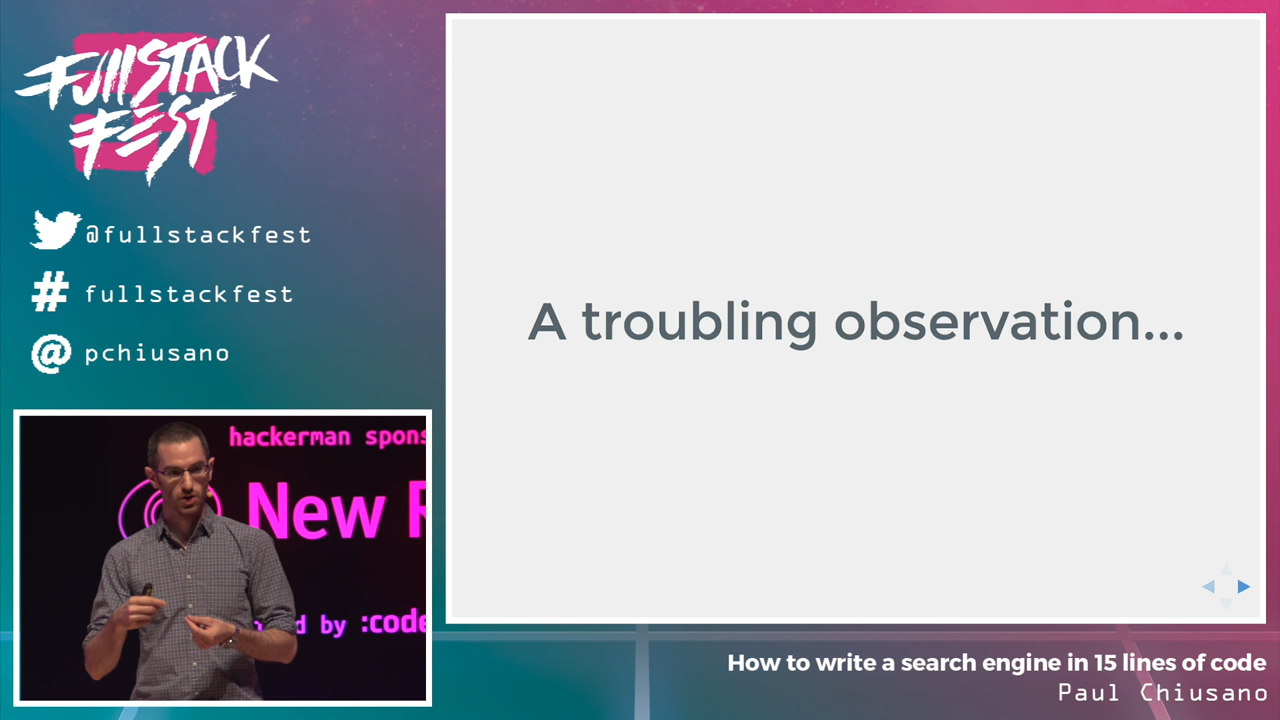 FullSTACK
FEST
@fullstackfest
# fullstackfest
@ pchiusano
A troubling observation...
hackerman spons
New R
d by :code
How to write a search engine in 15 lines of code
Paul Chiusano